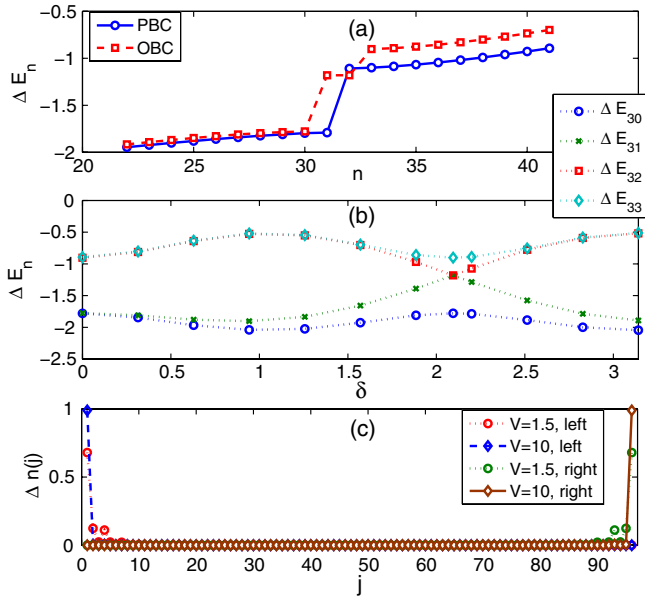 (a)
PBC
OBC
Δ E_n
−0.5
−1
−1.5
−2
20 25 30 35 40
n
Δ E_30
Δ E_31
Δ E_32
Δ E_33
(b)
Δ E_n
0
−0.5
−1
−1.5
−2
−2.5
0 0.5 1 1.5 2 2.5 3
δ
(c)
Δ n(j)
1
0.5
0
V=1.5, left
V=10, left
V=1.5, right
V=10, right
0 10 20 30 40 50 60 70 80 90
j